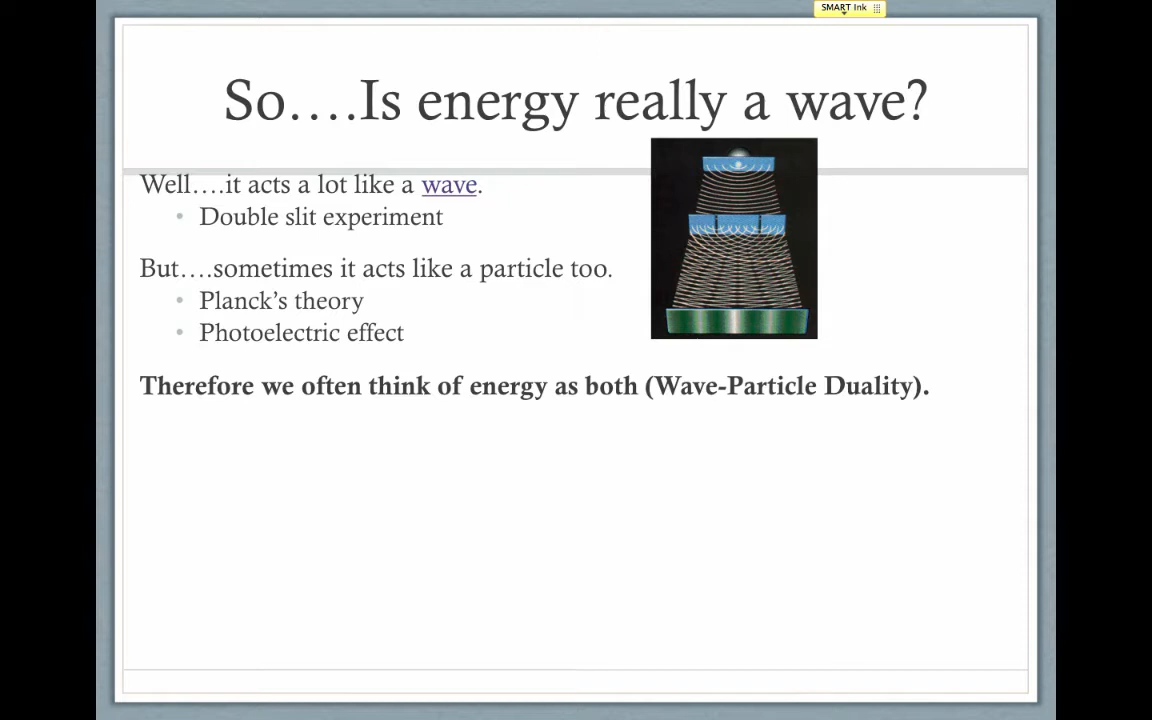 SMART Ink
So….Is energy really a wave?
Well….it acts a lot like a wave.
• Double slit experiment
But….sometimes it acts like a particle too.
• Planck’s theory
• Photoelectric effect
Therefore we often think of energy as both (Wave-Particle Duality).